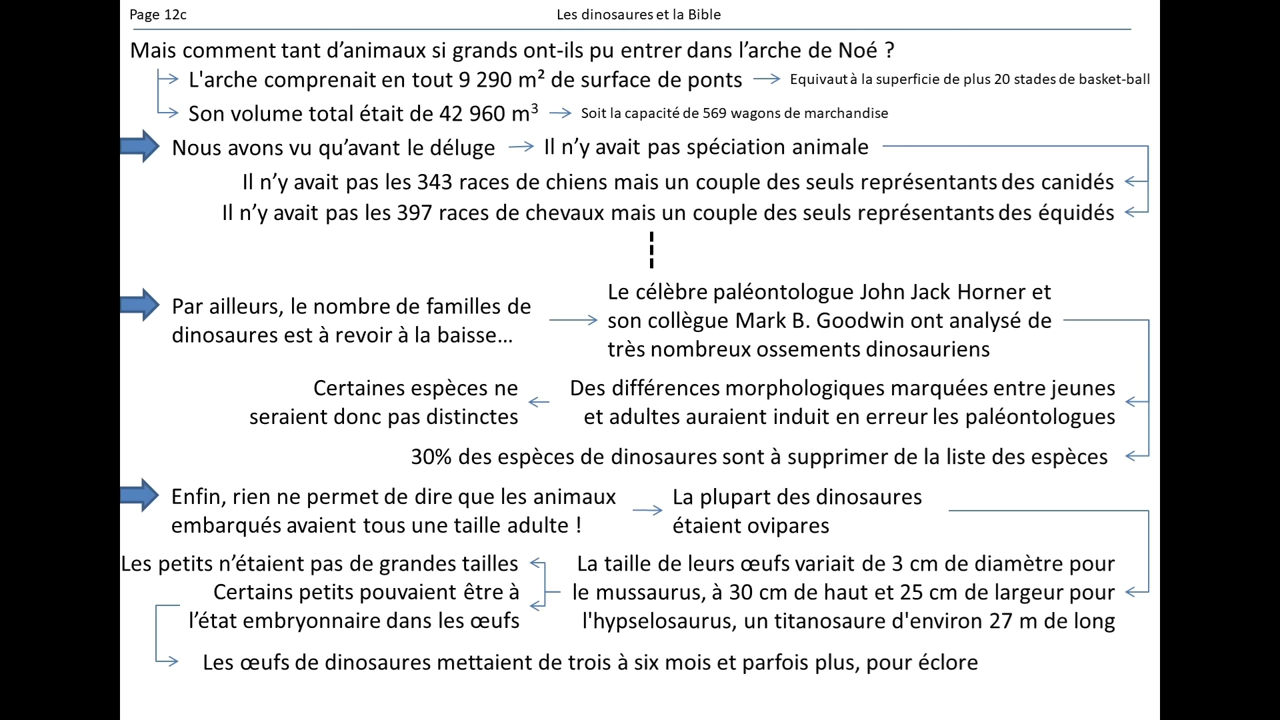 Page 12c
Les dinosaures et la Bible
Mais comment tant d’animaux si grands ont-ils pu entrer dans l’arche de Noé ?
L'arche comprenait en tout 9 290 m² de surface de ponts
Equivaut à la superficie de plus 20 stades de basket-ball
Son volume total était de 42 960 m³
Soit la capacité de 569 wagons de marchandise
Nous avons vu qu’avant le déluge
Il n’y avait pas spéciation animale
Il n’y avait pas les 343 races de chiens mais un couple des seuls représentants des canidés
Il n’y avait pas les 397 races de chevaux mais un couple des seuls représentants des équidés
Par ailleurs, le nombre de familles de
dinosaures est à revoir à la baisse…
Le célèbre paléontologue John Jack Horner et
son collègue Mark B. Goodwin ont analysé de
très nombreux ossements dinosauriens
Des différences morphologiques marquées entre jeunes
et adultes auraient induit en erreur les paléontologues
Certaines espèces ne
seraient donc pas distinctes
30% des espèces de dinosaures sont à supprimer de la liste des espèces
Enfin, rien ne permet de dire que les animaux
embarqués avaient tous une taille adulte !
La plupart des dinosaures
étaient ovipares
La taille de leurs œufs variait de 3 cm de diamètre pour
le mussaurus, à 30 cm de haut et 25 cm de largeur pour
l'hypselosaurus, un titanosaure d'environ 27 m de long
Les petits n’étaient pas de grandes tailles
Certains petits pouvaient être à
l’état embryonnaire dans les œufs
Les œufs de dinosaures mettaient de trois à six mois et parfois plus, pour éclore